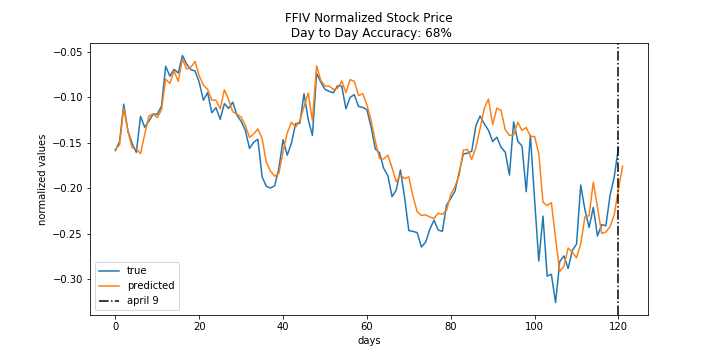 FFIV Normalized Stock Price
Day to Day Accuracy: 68%
normalized values
−0.05
−0.10
−0.15
−0.20
−0.25
−0.30
true
predicted
april 9
0
20
40
60
80
100
120
days